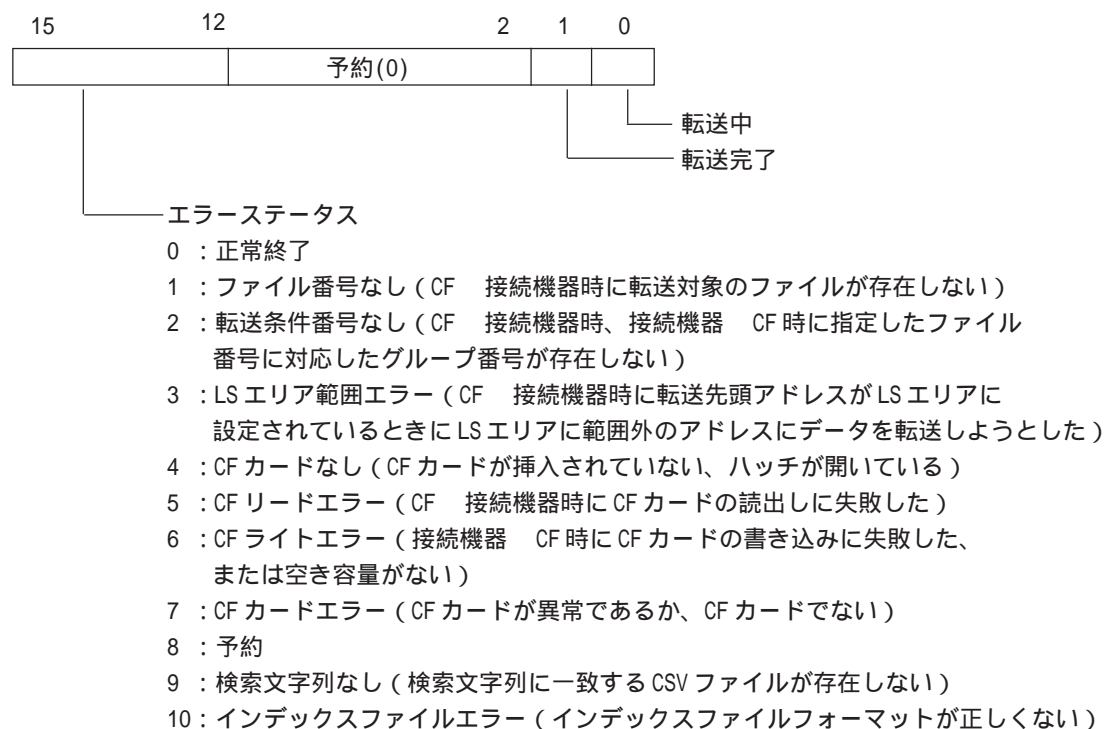 15 12 2 1 0
予約(0)
転送中
転送完了
エラーステータス
0 :正常終了
1 :ファイル番号なし(CF 接続機器時に転送対象のファイルが存在しない)
2 :転送条件番号なし(CF 接続機器時、接続機器 CF時に指定したファイル
番号に対応したグループ番号が存在しない)
3 :LSエリア範囲エラー(CF 接続機器時に転送先頭アドレスがLSエリアに
設定されているときにLSエリアに範囲外のアドレスにデータを転送しようとした)
4 :CFカードなし(CFカードが挿入されていない、ハッチが開いている)
5 :CFリードエラー(CF 接続機器時にCFカードの読出しに失敗した)
6 :CFライトエラー(接続機器 CF時にCFカードの書き込みに失敗した、
または空き容量がない)
7 :CFカードエラー(CFカードが異常であるか、CFカードでない)
8 :予約
9 :検索文字列なし(検索文字列に一致するCSVファイルが存在しない)
10:インデックスファイルエラー(インデックスファイルフォーマットが正しくない)